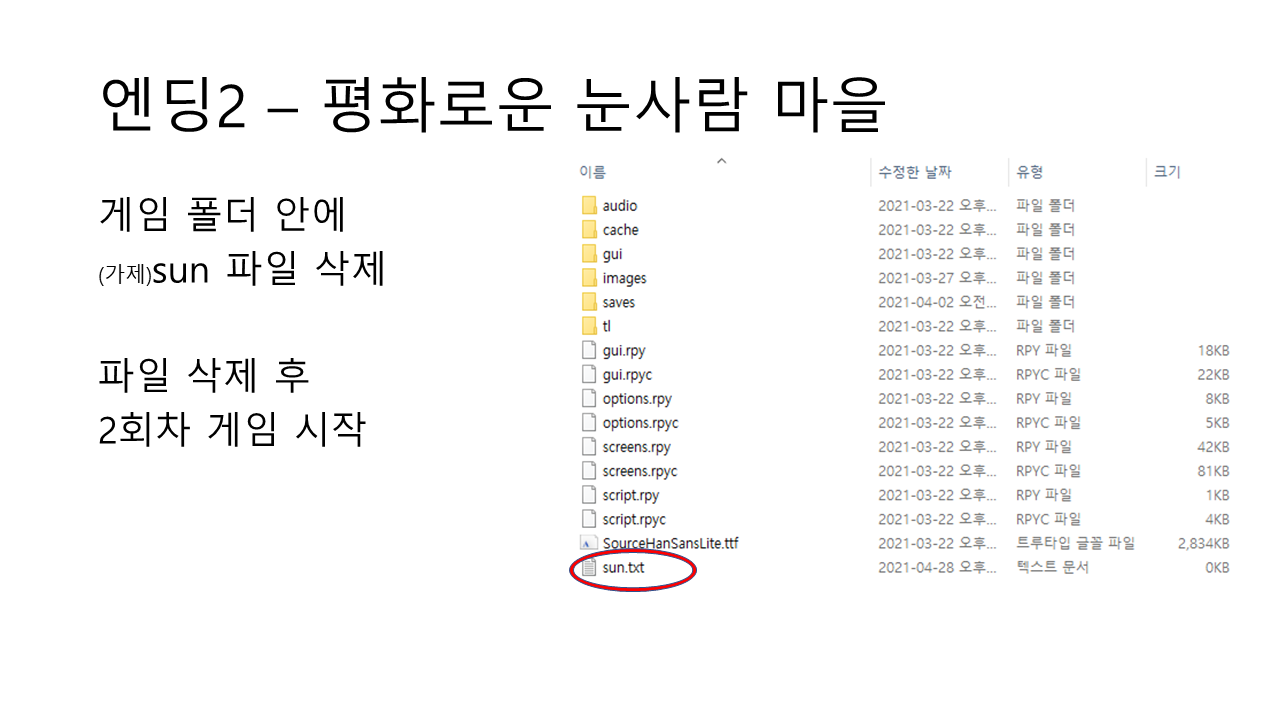 엔딩2 – 평화로운 눈사람 마을
게임 폴더 안에
(가제)sun 파일 삭제
파일 삭제 후
2회차 게임 시작
이름 수정한 날짜 유형 크기
audio 2021-03-22 오후... 파일 폴더
cache 2021-03-22 오후... 파일 폴더
gui 2021-03-22 오후... 파일 폴더
images 2021-03-27 오후... 파일 폴더
saves 2021-04-02 오전... 파일 폴더
tl 2021-03-22 오후... 파일 폴더
gui.rpy 2021-03-22 오후... RPY 파일 18KB
gui.rpyc 2021-03-22 오후... RPYC 파일 22KB
options.rpy 2021-03-22 오후... RPY 파일 8KB
options.rpyc 2021-03-22 오후... RPYC 파일 5KB
screens.rpy 2021-03-22 오후... RPY 파일 42KB
screens.rpyc 2021-03-22 오후... RPYC 파일 81KB
script.rpy 2021-03-22 오후... RPY 파일 1KB
script.rpyc 2021-03-22 오후... RPYC 파일 4KB
SourceHanSansLite.ttf 2021-03-22 오후... 트루타입 글꼴 파일 2,834KB
sun.txt 2021-04-28 오후... 텍스트 문서 0KB